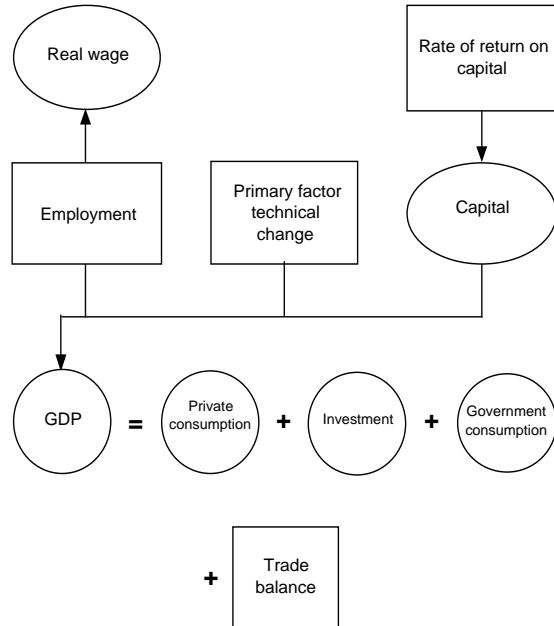 Real wage
Rate of return on
capital
Employment
Primary factor
technical
change
Capital
GDP
=
Private
consumption
+
Investment
+
Government
consumption
+
Trade
balance